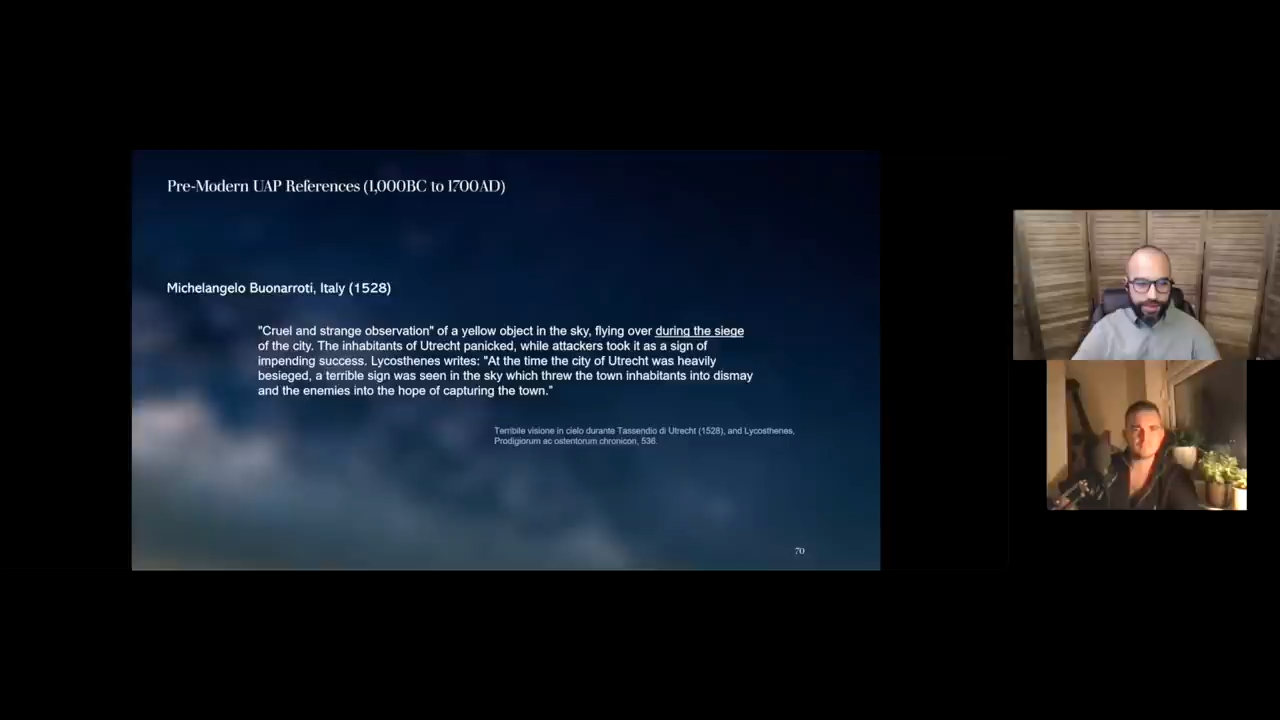 Pre-Modern UAP References (1,000BC to 1700AD)
Michelangelo Buonarroti, Italy (1528)
"Cruel and strange observation" of a yellow object in the sky, flying over during the siege
of the city. The inhabitants of Utrecht panicked, while attackers took it as a sign of
impending success. Lycosthenes writes: "At the time the city of Utrecht was heavily
besieged, a terrible sign was seen in the sky which threw the town inhabitants into dismay
and the enemies into the hope of capturing the town."
Terribile visione in cielo durante Tassendio di Utrecht (1528), and Lycosthenes,
Prodigiorum ac ostentorum chronicon, 536.
70